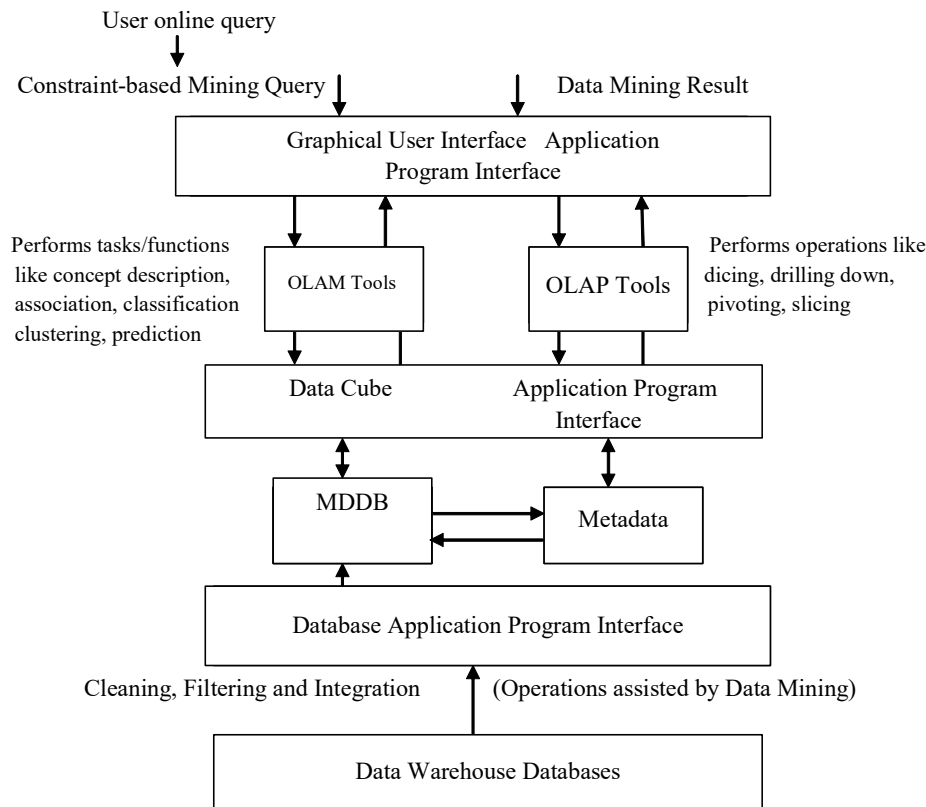 User online query
Constraint-based Mining Query
Data Mining Result
Graphical User Interface Application
Program Interface
Performs tasks/functions
like concept description,
association, classification
clustering, prediction
OLAM Tools
OLAP Tools
Performs operations like
dicing, drilling down,
pivoting, slicing
Data Cube
Application Program
Interface
MDDB
Metadata
Database Application Program Interface
Cleaning, Filtering and Integration
(Operations assisted by Data Mining)
Data Warehouse Databases